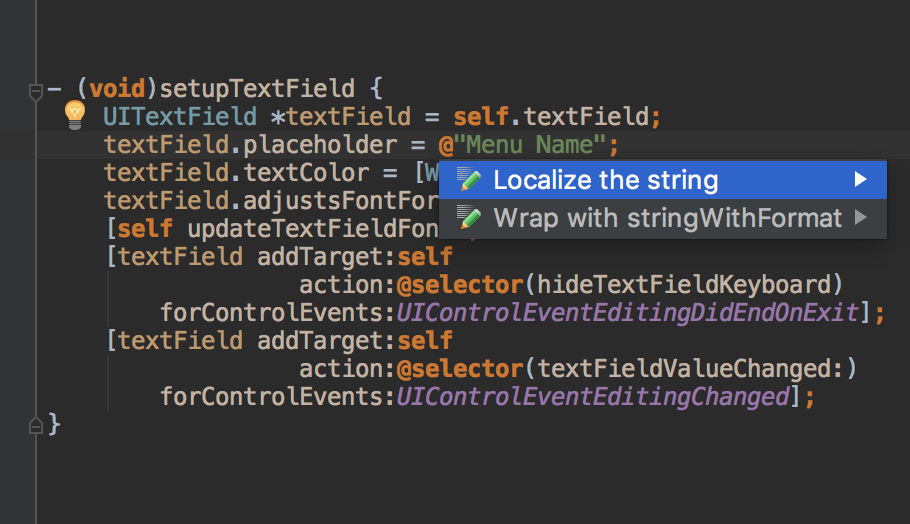 - (void)setupTextField {
UITextField *textField = self.textField;
textField.placeholder = @"Menu Name";
textField.textColor = [
Localize the string
textField.adjustsFontFor
Wrap with stringWithFormat
[self updateTextFieldFon
[textField addTarget:self
action:@selector(hideTextFieldKeyboard)
forControlEvents:UIControlEventEditingDidEndOnExit];
[textField addTarget:self
action:@selector(textFieldValueChanged:)
forControlEvents:UIControlEventEditingChanged];
}